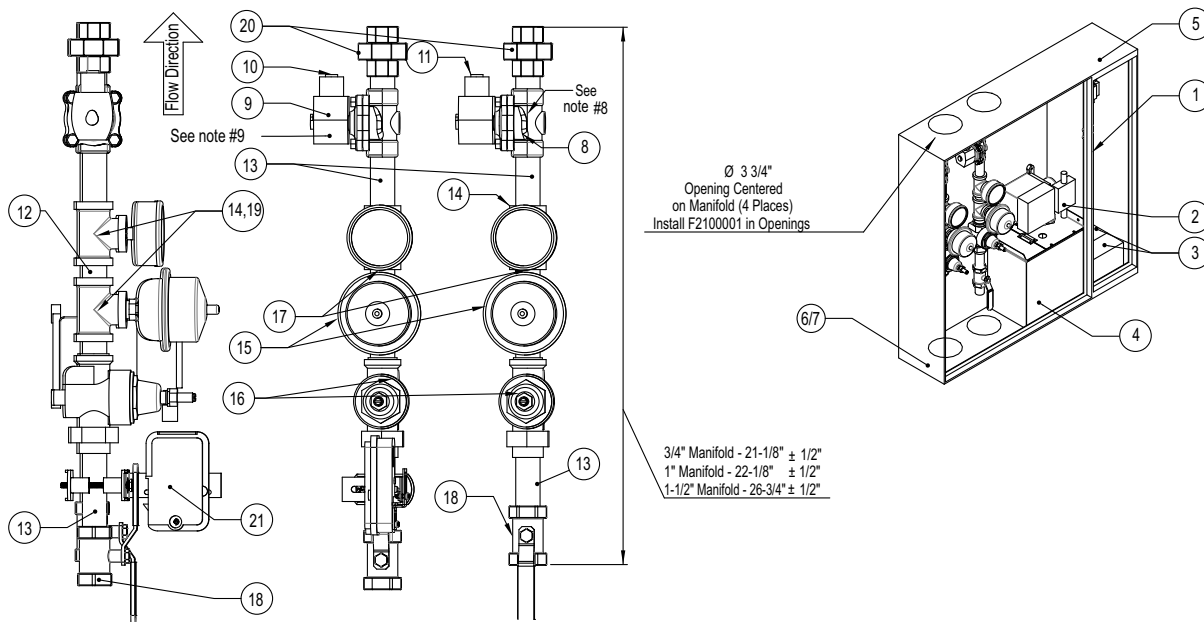 20
5
Flow Direction
10
11
1
9
See note #8
See note #9
8
13
14
Ø 3 3/4"
Opening Centered
on Manifold (4 Places)
Install F2100001 in Openings
12
14,19
2
3
17
15
6/7
4
16
3/4" Manifold - 21-1/8" ± 1/2"
1" Manifold - 22-1/8" ± 1/2"
1-1/2" Manifold - 26-3/4" ± 1/2"
13
18
21
13
18